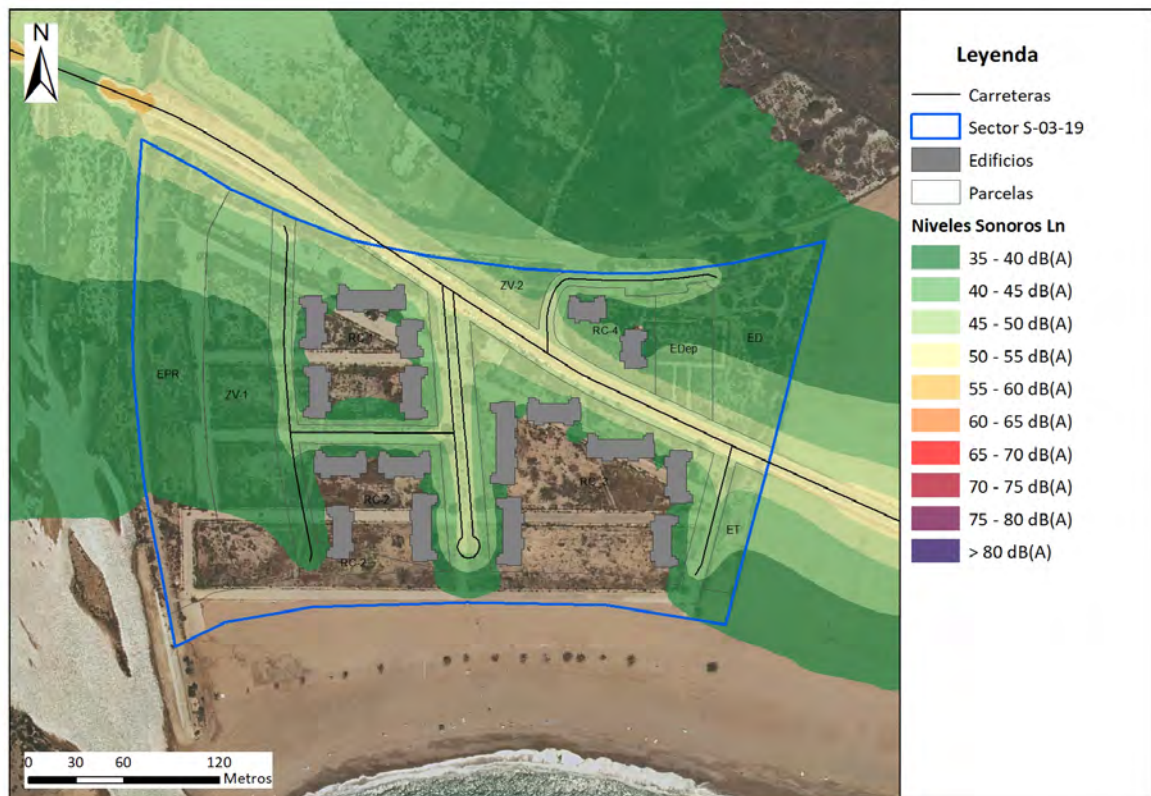 N
Leyenda
Carreteras
Sector S-03-19
Edificios
Parcelas
Niveles Sonoros Ln
35 - 40 dB(A)
40 - 45 dB(A)
45 - 50 dB(A)
50 - 55 dB(A)
55 - 60 dB(A)
60 - 65 dB(A)
65 - 70 dB(A)
70 - 75 dB(A)
75 - 80 dB(A)
> 80 dB(A)
ZV-2
RC-4
EDep
ED
EPR
ZV-1
RC-2
RC-2
ET
0 30 60 120
Metros